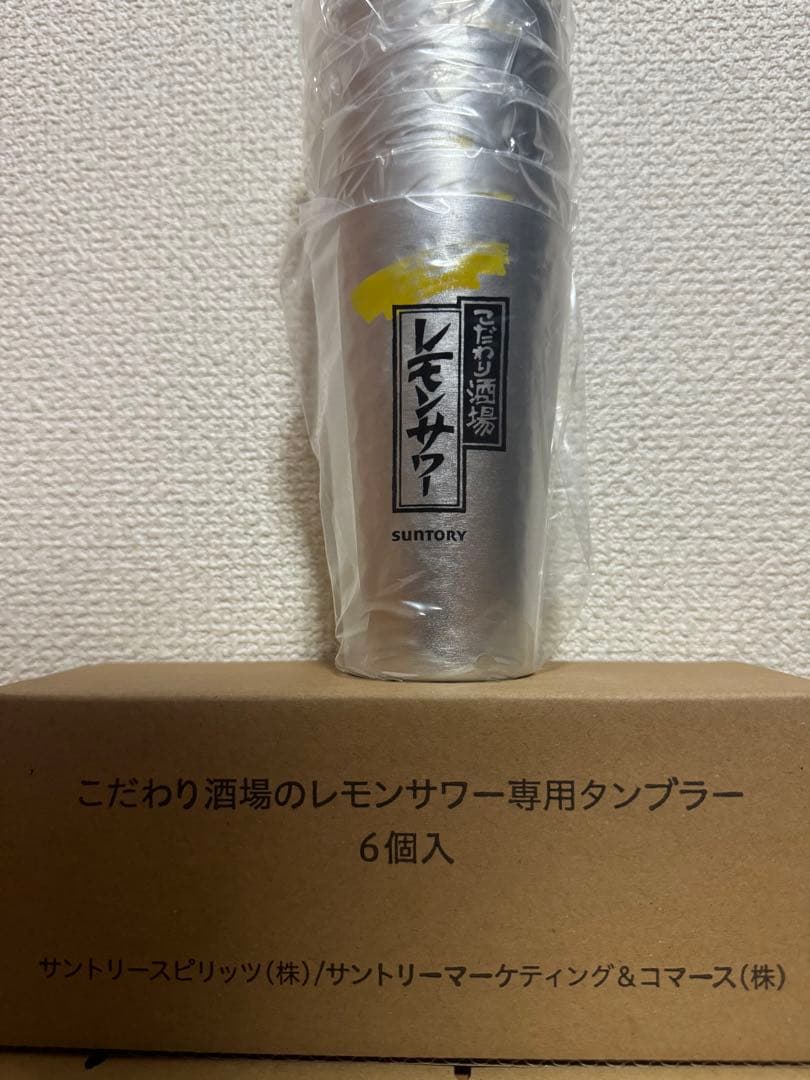 こだわり酒場
レモンサワー
SUNTORY
こだわり酒場のレモンサワー専用タンブラー
6個入
サントリースピリッツ(株)/サントリーマーケティング&コマース(株)